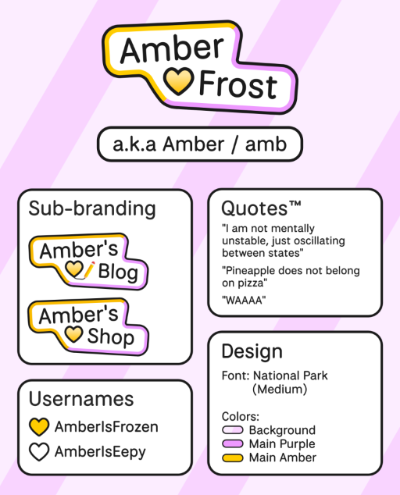 Amber
Frost
a.k.a Amber / amb
Sub-branding
Amber's
Blog
Amber's
Shop
Usernames
AmberIsFrozen
AmberIsEepy
Quotes™
"I am not mentally
unstable, just oscillating
between states"
"Pineapple does not belong
on pizza"
"WAAAA"
Design
Font: National Park
(Medium)
Colors:
Background
Main Purple
Main Amber